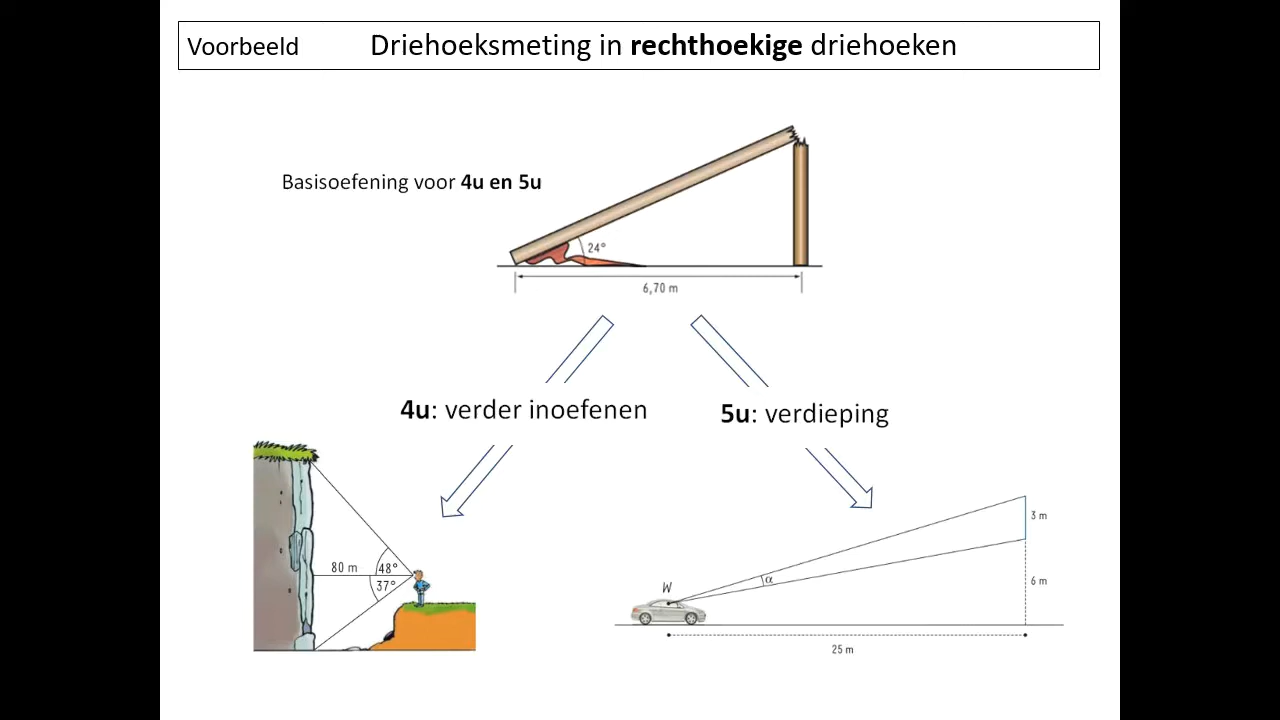 Voorbeeld Driehoeksmeting in rechthoekige driehoeken
Basisoefening voor 4u en 5u
24°
6,70 m
4u: verder inoefenen
5u: verdieping
80 m
48°
37°
W
α
3 m
6 m
25 m